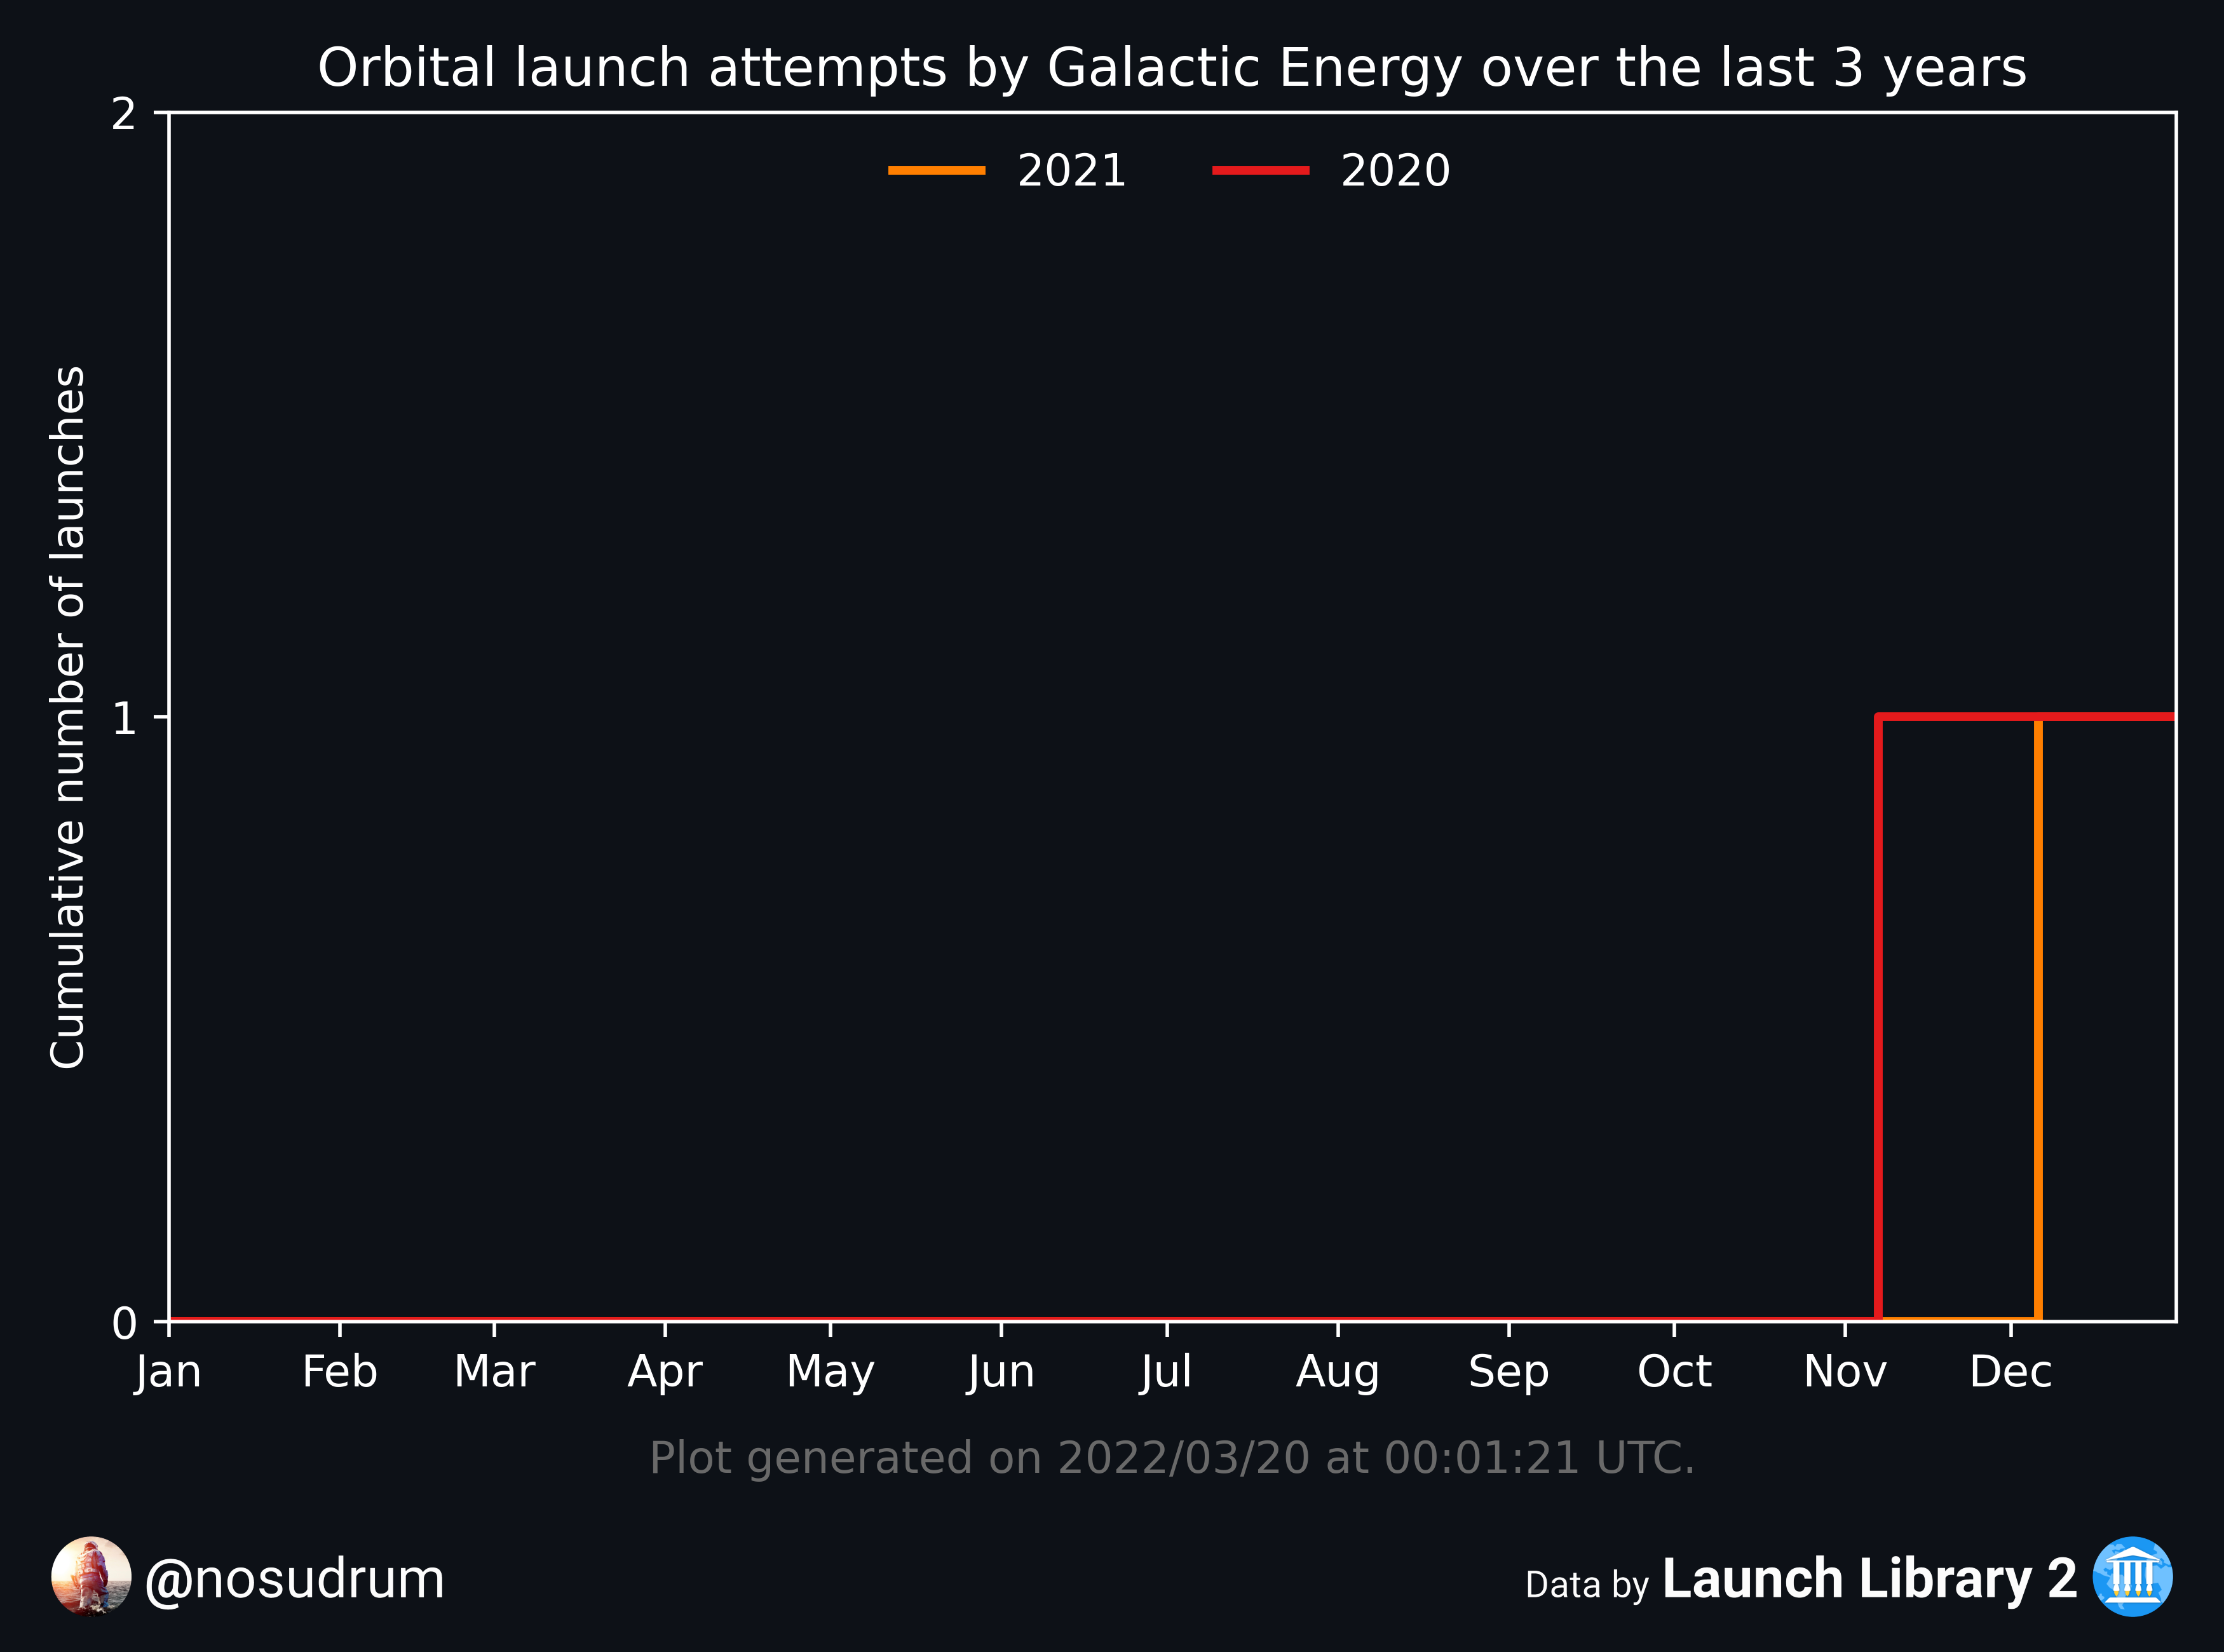 Orbital launch attempts by Galactic Energy over the last 3 years
2021 2020
Cumulative number of launches
2
1
0
Jan Feb Mar Apr May Jun Jul Aug Sep Oct Nov Dec
Plot generated on 2022/03/20 at 00:01:21 UTC.
@nosudrum
Data by Launch Library 2